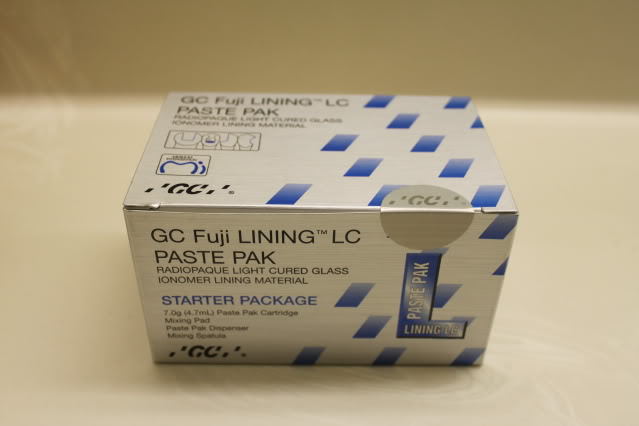 GC Fuji LINING™ LC
PASTE PAK
RADIOPAQUE LIGHT CURED GLASS
IONOMER LINING MATERIAL
GC®
GC
GC Fuji LINING™ LC
PASTE PAK
RADIOPAQUE LIGHT CURED GLASS
IONOMER LINING MATERIAL
STARTER PACKAGE
7.0g (4.7mL) Paste Pak Cartridge
Mixing Pad
Paste Pak Dispenser
Mixing Spatula
GC
PASTE PAK
LINING LC